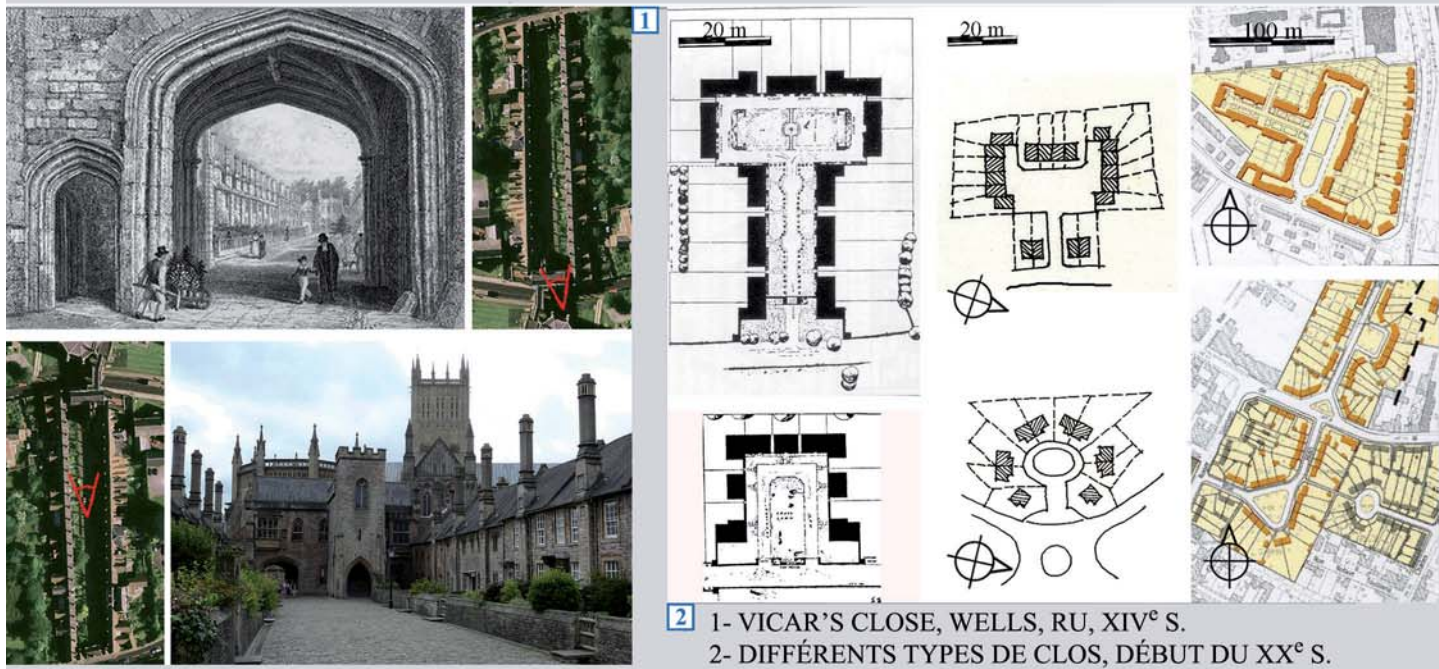 1
20 m
20 m
100 m
2
1- VICAR'S CLOSE, WELLS, RU, XIVᵉ S.
2- DIFFÉRENTS TYPES DE CLOS, DÉBUT DU XXᵉ S.